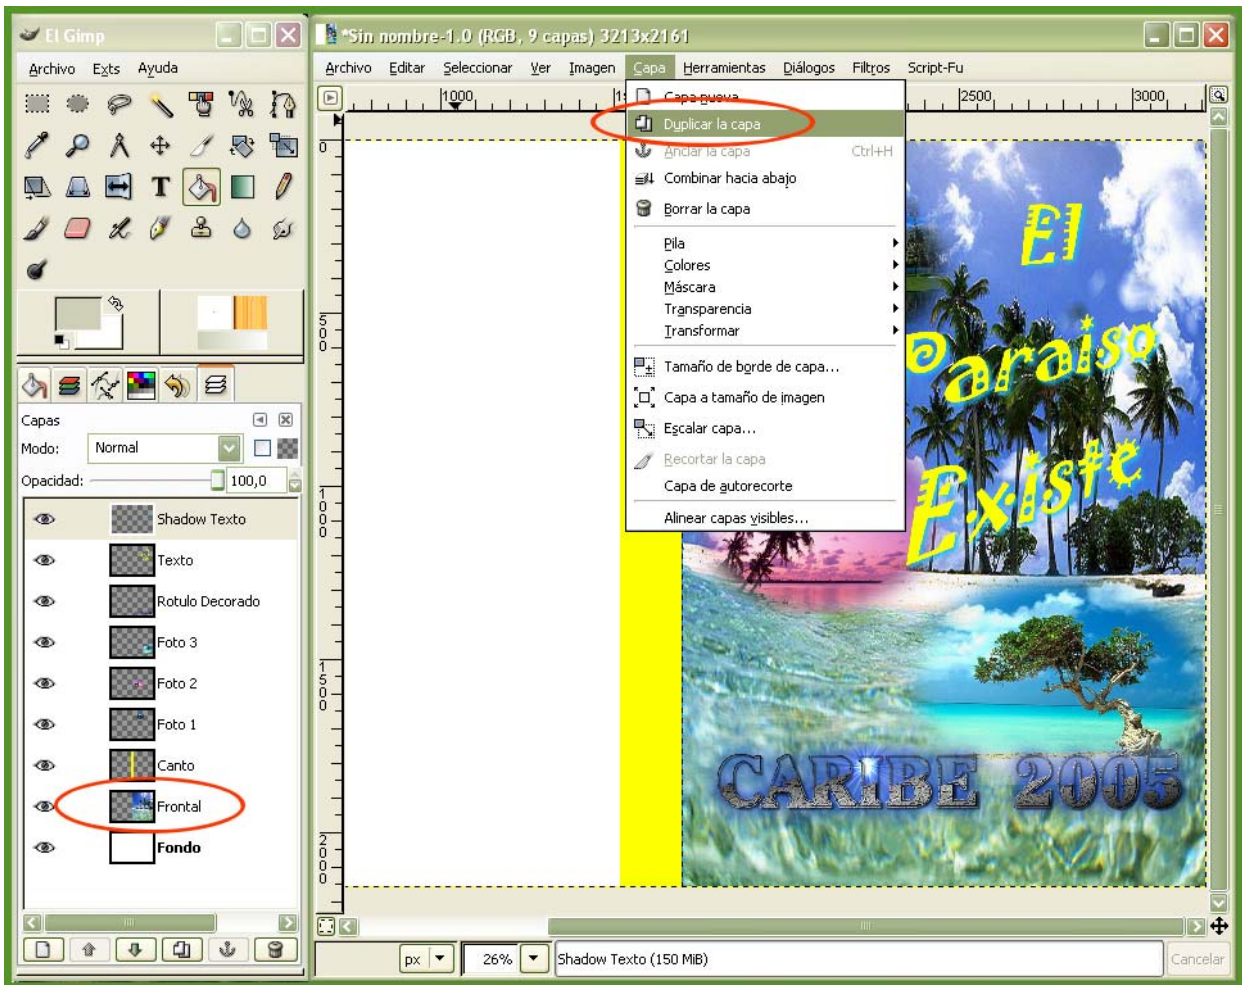 El Gimp
Archivo Exts Ayuda
Capas
Modo: Normal
Opacidad: 100,0
Shadow Texto
Texto
Rotulo Decorado
Foto 3
Foto 2
Foto 1
Canto
Frontal
Fondo
*Sin nombre-1.0 (RGB, 9 capas) 3213x2161
Archivo Editar Seleccionar Ver Imagen Capa Herramientas Diálogos Filtros Script-Fu
1000 2500 3000
0
500
1000
1500
2000
Capa nueva
Duplicar la capa
Anclar la capa Ctrl+H
Combinar hacia abajo
Borrar la capa
Pila
Colores
Máscara
Transparencia
Transformar
Tamaño de borde de capa...
Capa a tamaño de imagen
Escalar capa...
Recortar la capa
Capa de autorecorte
Alinear capas visibles...
El
Paraiso
Existe
CARIBE 2005
px 26% Shadow Texto (150 MiB) Cancelar